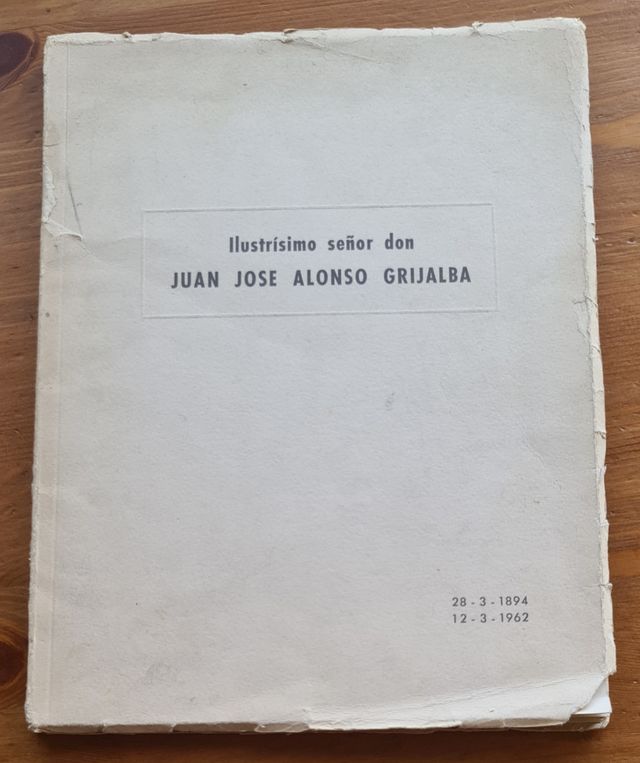 Ilustrísimo señor don
JUAN JOSE ALONSO GRIJALBA
28 - 3 - 1894
12 - 3 - 1962